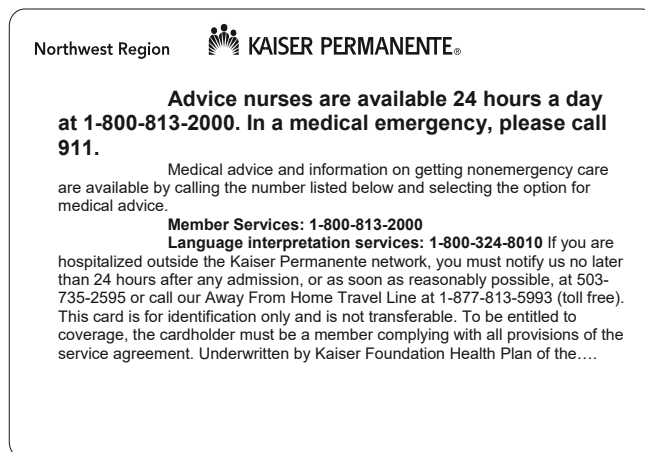 Northwest Region
KAISER PERMANENTE®
Advice nurses are available 24 hours a day
at 1-800-813-2000. In a medical emergency, please call
911.
Medical advice and information on getting nonemergency care
are available by calling the number listed below and selecting the option for
medical advice.
Member Services: 1-800-813-2000
Language interpretation services: 1-800-324-8010 If you are
hospitalized outside the Kaiser Permanente network, you must notify us no later
than 24 hours after any admission, or as soon as reasonably possible, at 503-
735-2595 or call our Away From Home Travel Line at 1-877-813-5993 (toll free).
This card is for identification only and is not transferable. To be entitled to
coverage, the cardholder must be a member complying with all provisions of the
service agreement. Underwritten by Kaiser Foundation Health Plan of the….